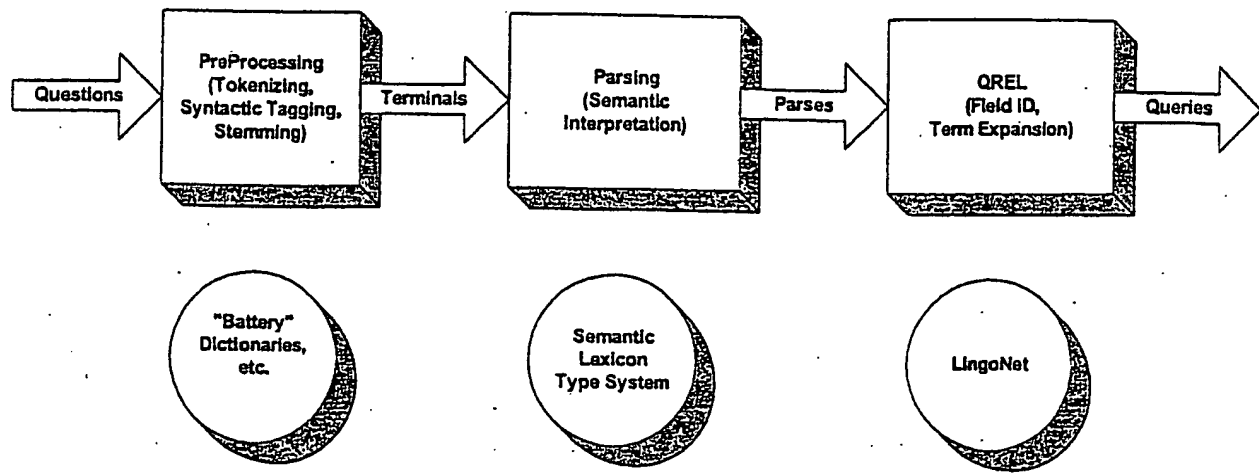 Questions
PreProcessing
(Tokenizing,
Syntactic Tagging,
Stemming)
Terminals
Parsing
(Semantic
Interpretation)
Parses
QREL
(Field ID,
Term Expansion)
Queries
"Battery"
Dictionaries,
etc.
Semantic
Lexicon
Type System
LingoNet